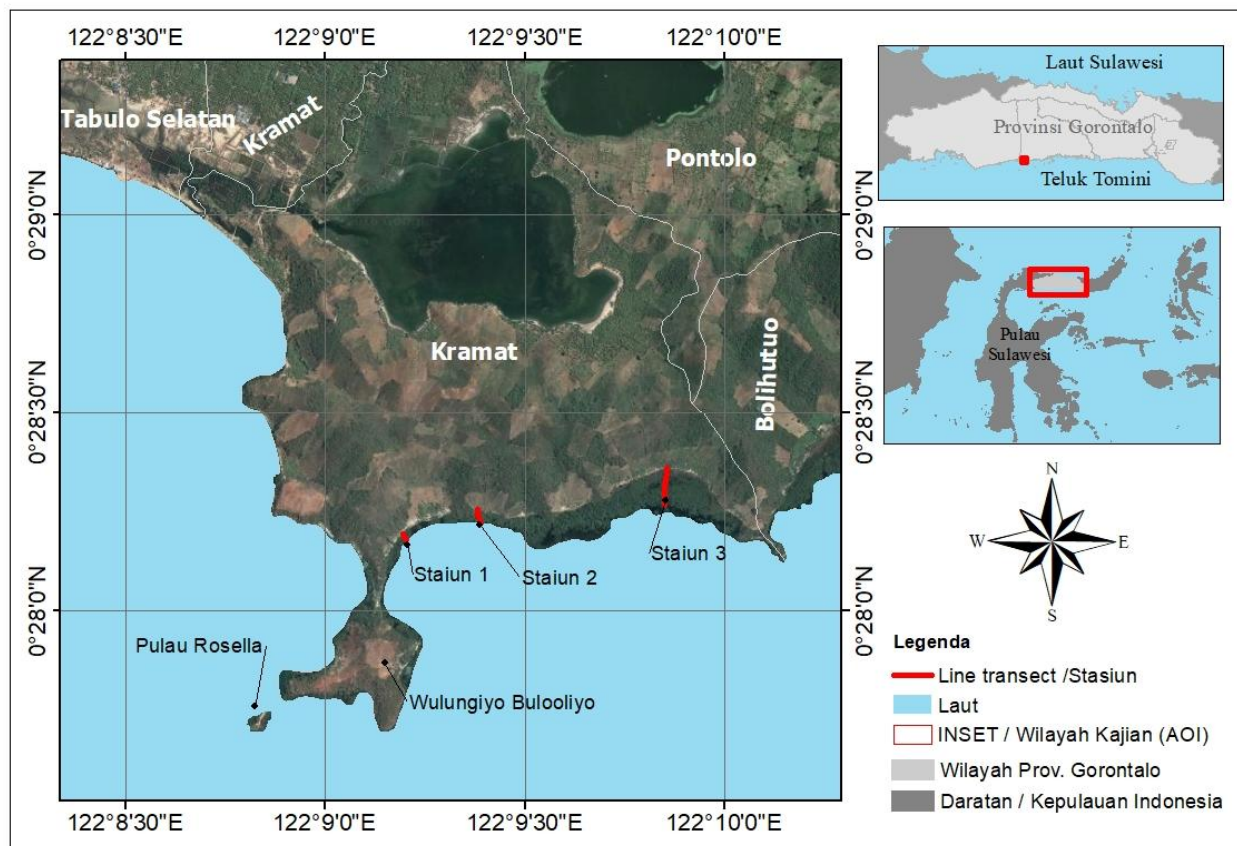 122°8'30"E 122°9'0"E 122°9'30"E 122°10'0"E
0°29'0"N
0°28'30"N
0°28'0"N
Tabulo Selatan
Kramat
Pontolo
Kramat
Bolihutuo
Staiun 1
Staiun 2
Staiun 3
Pulau Rosella
Wulungiyo Bulooliyo
0°29'0"N
0°28'30"N
0°28'0"N
122°8'30"E 122°9'0"E 122°9'30"E 122°10'0"E
Laut Sulawesi
Provinsi Gorontalo
Teluk Tomini
Pulau
Sulawesi
N
W E
S
Legenda
Line transect /Stasiun
Laut
INSET / Wilayah Kajian (AOI)
Wilayah Prov. Gorontalo
Daratan / Kepulauan Indonesia